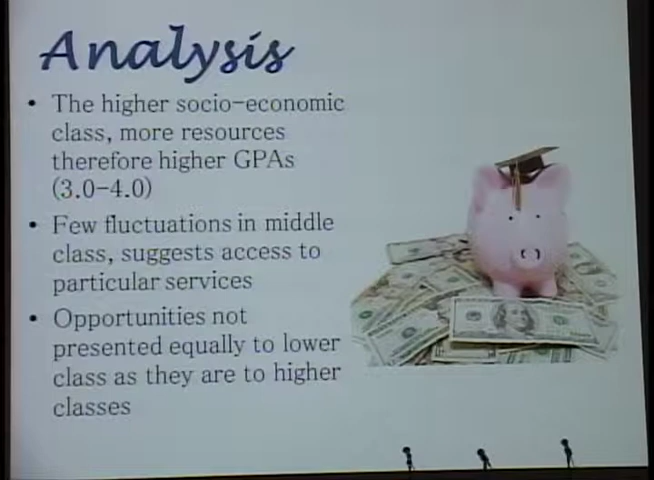 Analysis
• The higher socio-economic
class, more resources
therefore higher GPAs
(3.0-4.0)
• Few fluctuations in middle
class, suggests access to
particular services
• Opportunities not
presented equally to lower
class as they are to higher
classes